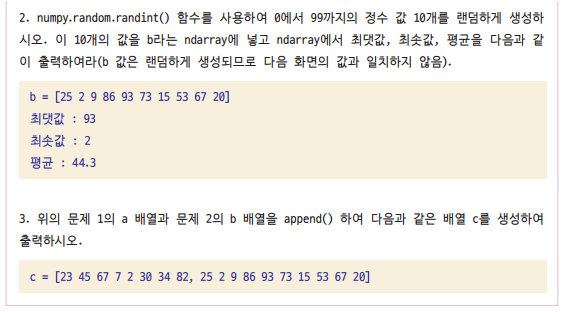 2. numpy.random.randint() 함수를 사용하여 0에서 99까지의 정수 값 10개를 랜덤하게 생성하
시오. 이 10개의 값을 b라는 ndarray에 넣고 ndarray에서 최댓값, 최솟값, 평균을 다음과 같
이 출력하여라(b 값은 랜덤하게 생성되므로 다음 화면의 값과 일치하지 않음).
b = [25 2 9 86 93 73 15 53 67 20]
최댓값 : 93
최솟값 : 2
평균 : 44.3
3. 위의 문제 1의 a 배열과 문제 2의 b 배열을 append() 하여 다음과 같은 배열 c를 생성하여
출력하시오.
c = [23 45 67 7 2 30 34 82, 25 2 9 86 93 73 15 53 67 20]